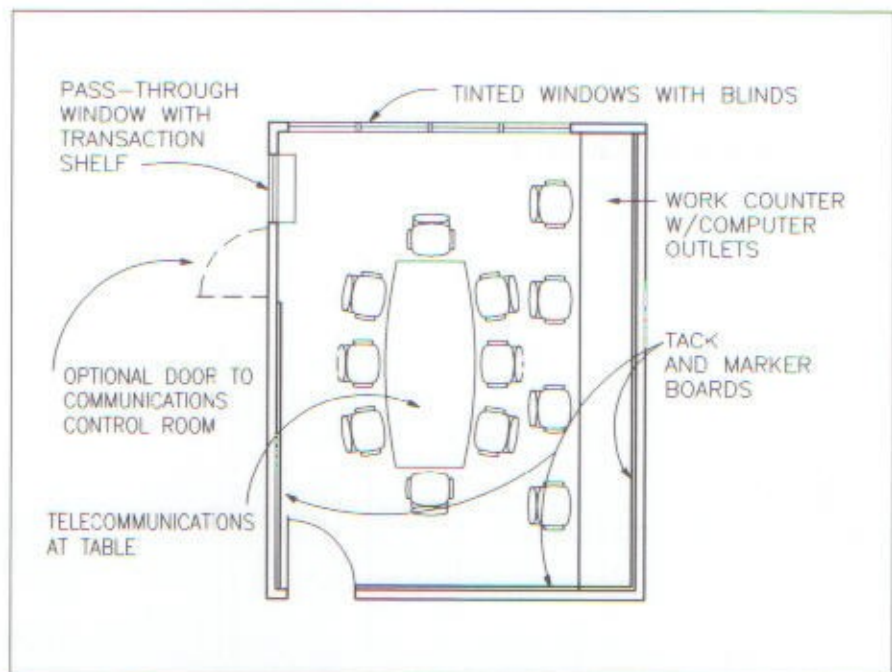 PASS-THROUGH
WINDOW WITH
TRANSACTION
SHELF
TINTED WINDOWS WITH BLINDS
WORK COUNTER
W/COMPUTER
OUTLETS
TACK
AND MARKER
BOARDS
OPTIONAL DOOR TO
COMMUNICATIONS
CONTROL ROOM
TELECOMMUNICATIONS
AT TABLE